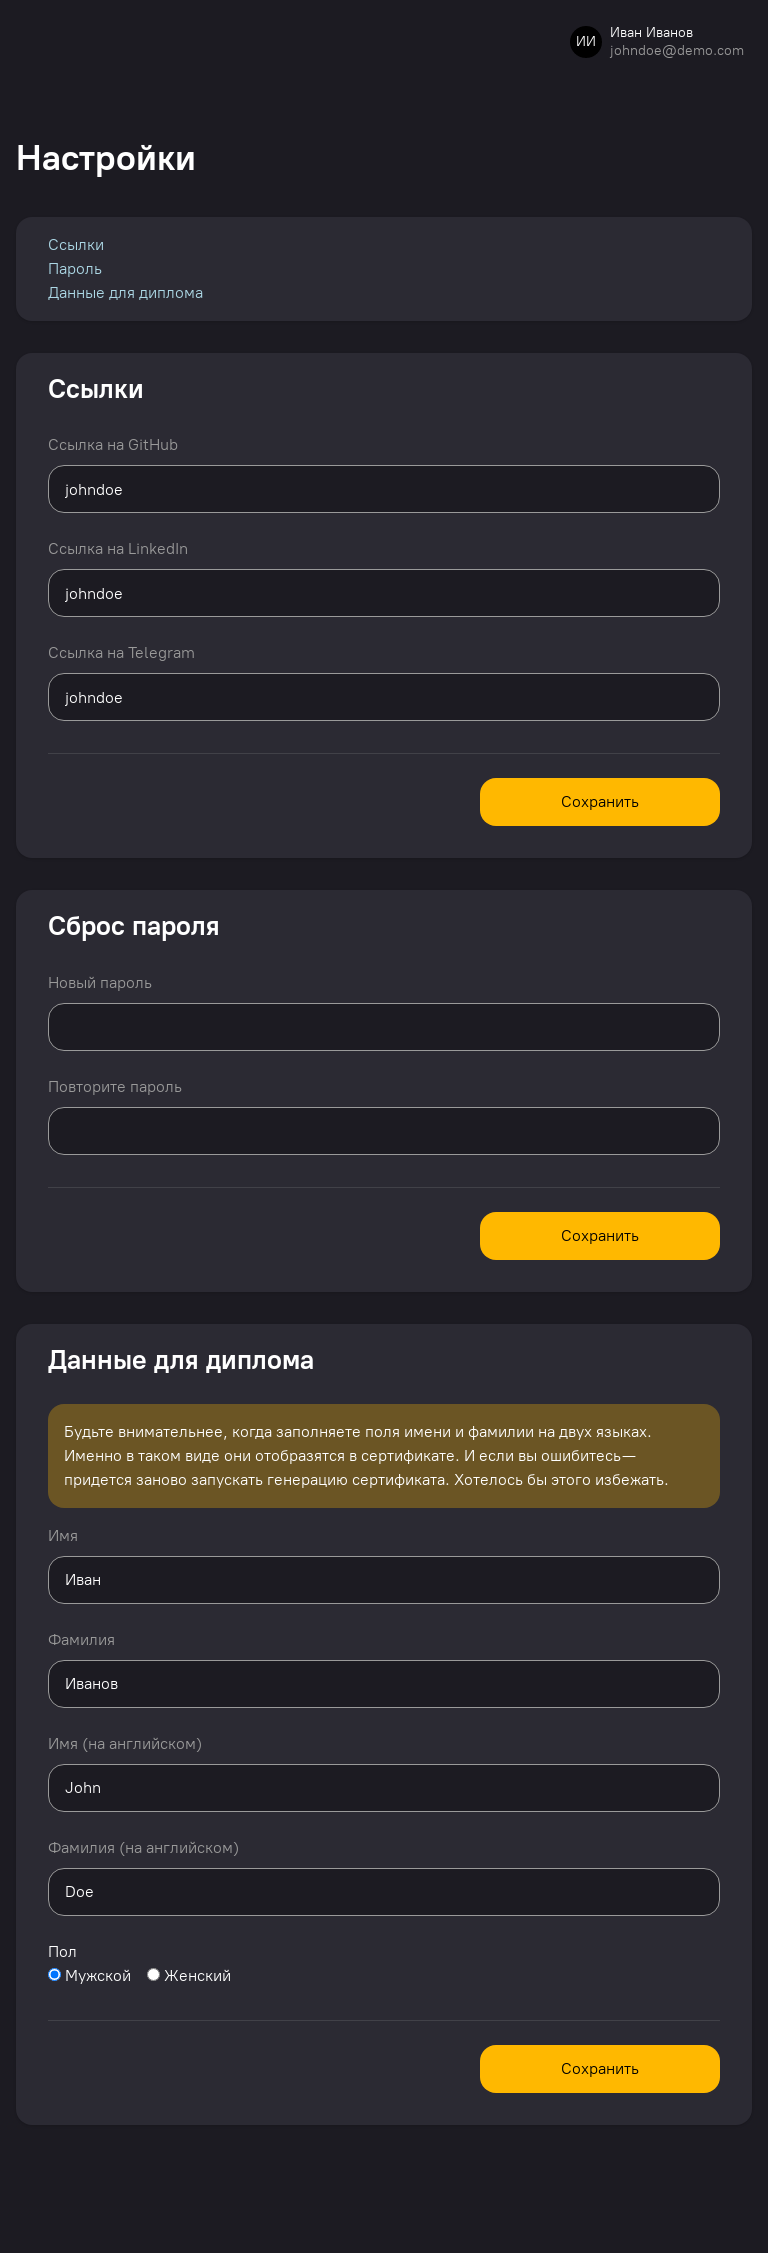 ИИ
Иван Иванов
johndoe@demo.com
Настройки
Ссылки
Пароль
Данные для диплома
Ссылки
Ссылка на GitHub
johndoe
Ссылка на LinkedIn
johndoe
Ссылка на Telegram
johndoe
Сохранить
Сброс пароля
Новый пароль
Повторите пароль
Сохранить
Данные для диплома
Будьте внимательнее, когда заполняете поля имени и фамилии на двух языках.
Именно в таком виде они отобразятся в сертификате. И если вы ошибитесь —
придется заново запускать генерацию сертификата. Хотелось бы этого избежать.
Имя
Иван
Фамилия
Иванов
Имя (на английском)
John
Фамилия (на английском)
Doe
Пол
Мужской Женский
Сохранить